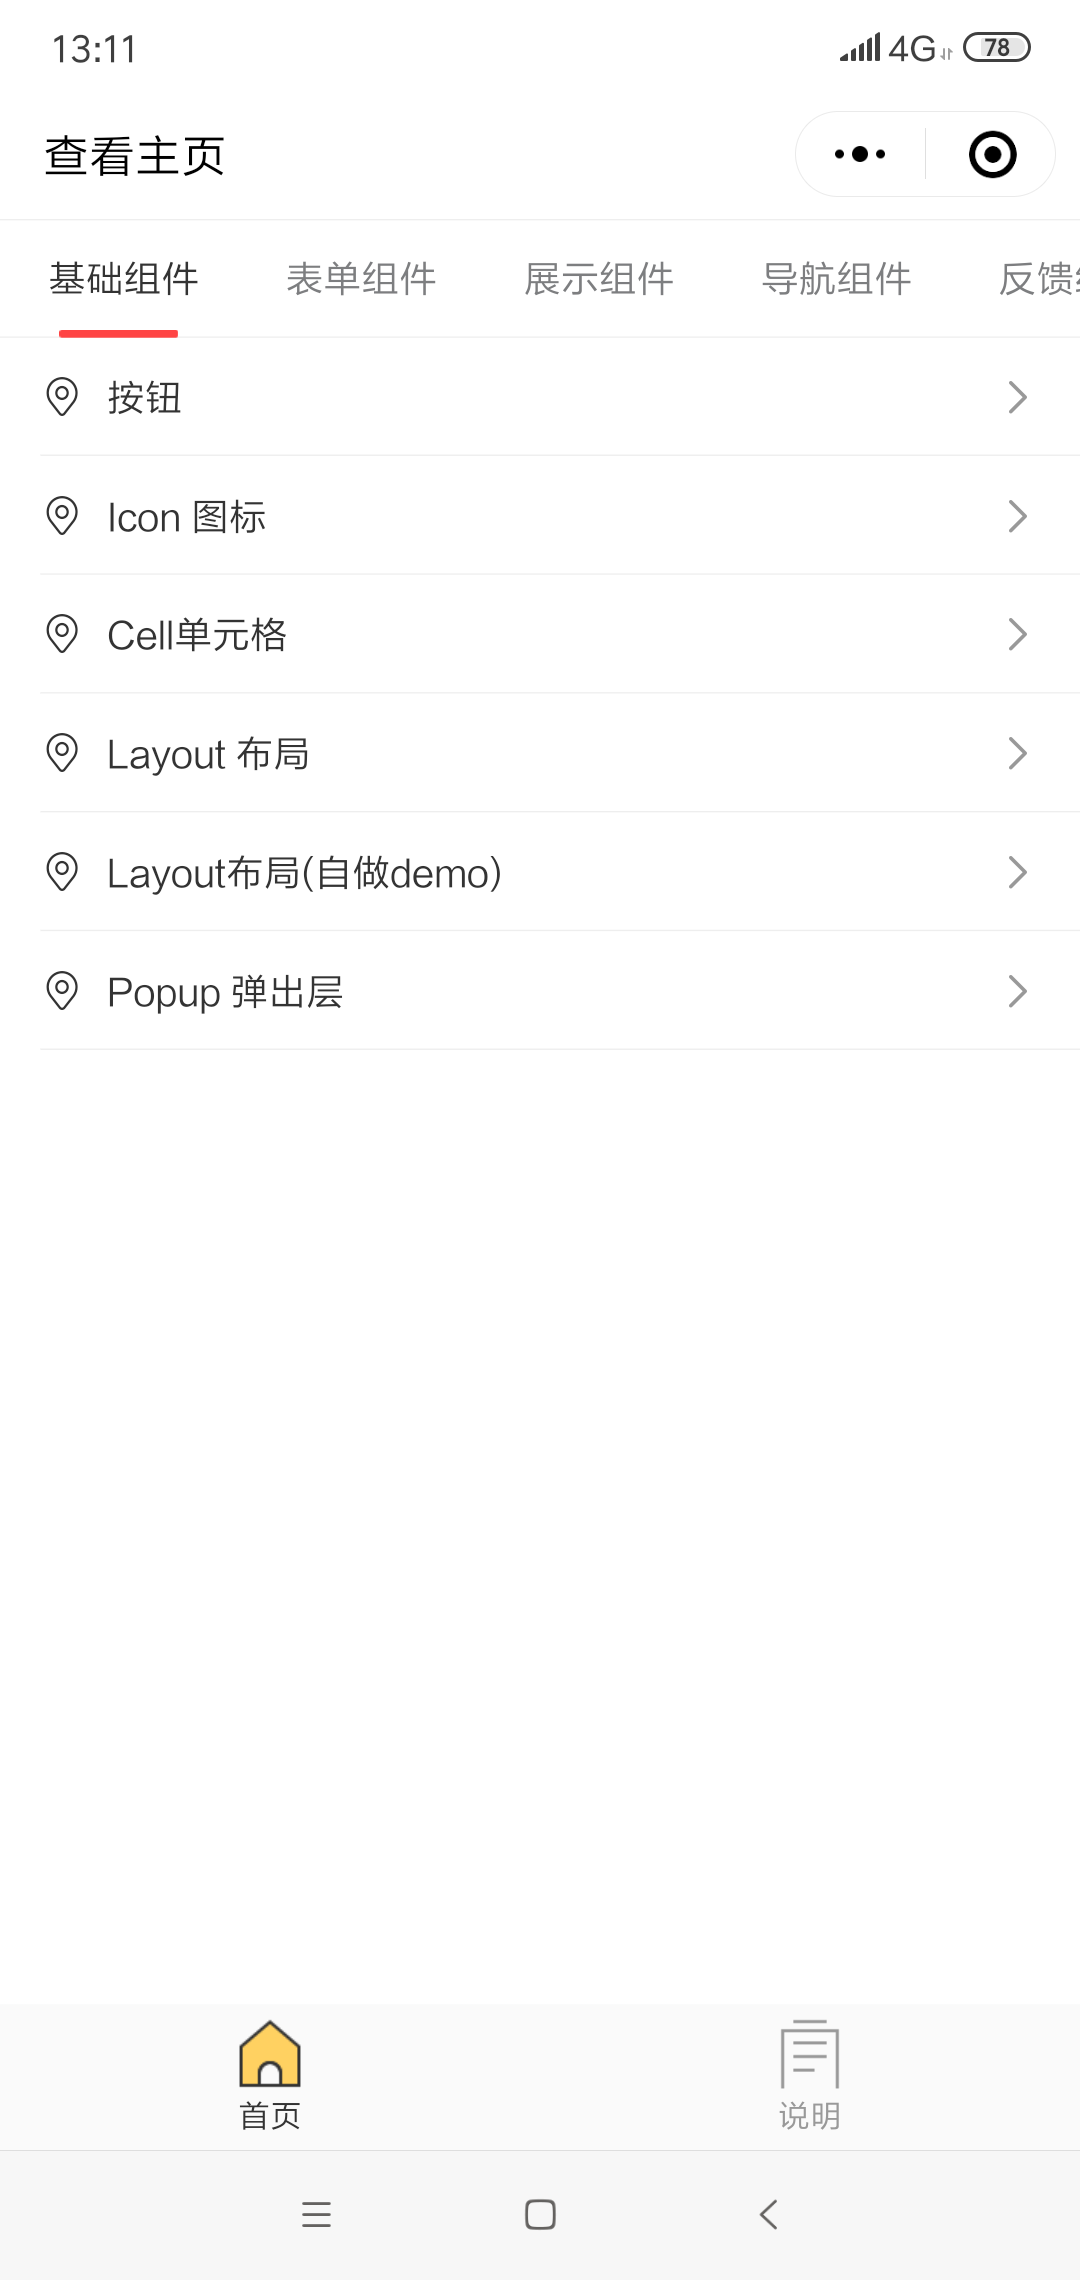 13:11 4G 78
查看主页
基础组件 表单组件 展示组件 导航组件 反馈
按钮
Icon 图标
Cell单元格
Layout 布局
Layout布局(自做demo)
Popup 弹出层
首页 说明